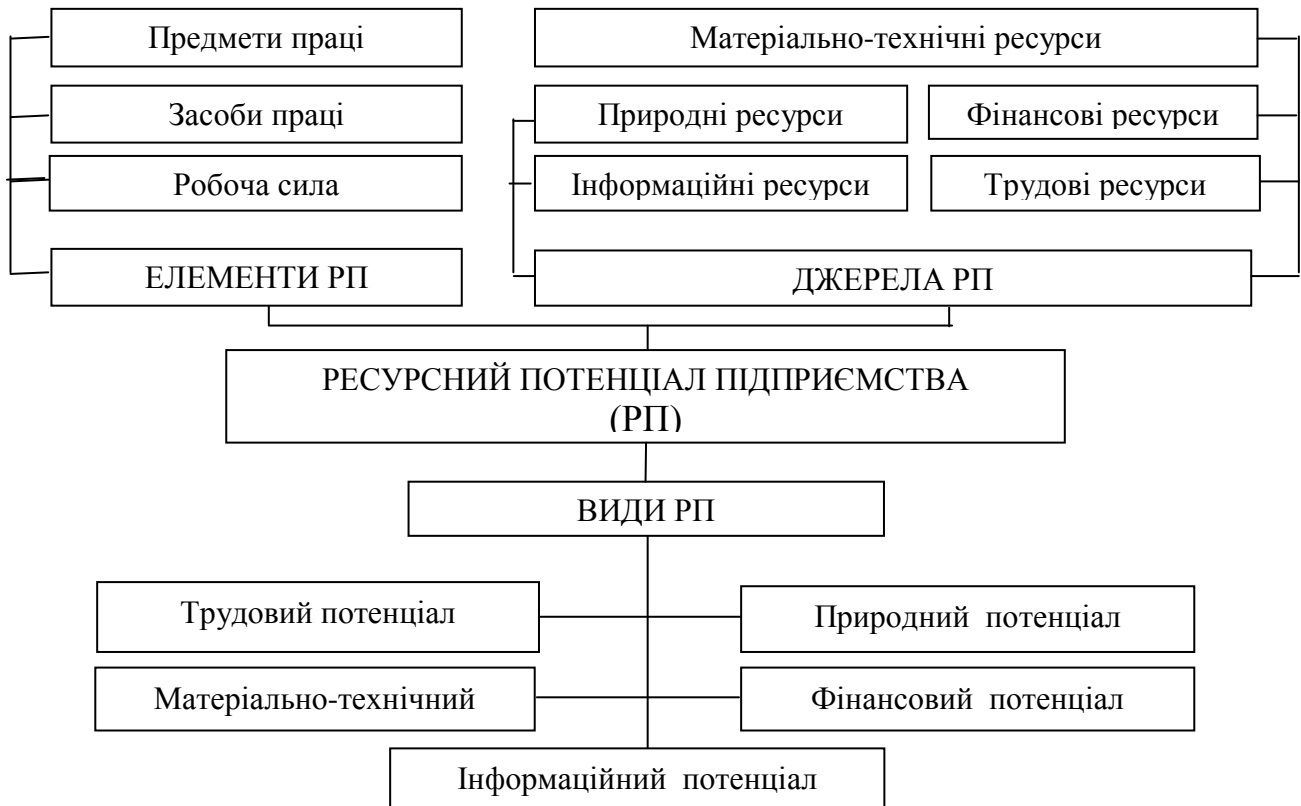 Предмети праці
Матеріально-технічні ресурси
Засоби праці
Природні ресурси
Фінансові ресурси
Робоча сила
Інформаційні ресурси
Трудові ресурси
ЕЛЕМЕНТИ РП
ДЖЕРЕЛА РП
РЕСУРСНИЙ ПОТЕНЦІАЛ ПІДПРИЄМСТВА
(РП)
ВИДИ РП
Трудовий потенціал
Природний потенціал
Матеріально-технічний
Фінансовий потенціал
Інформаційний потенціал